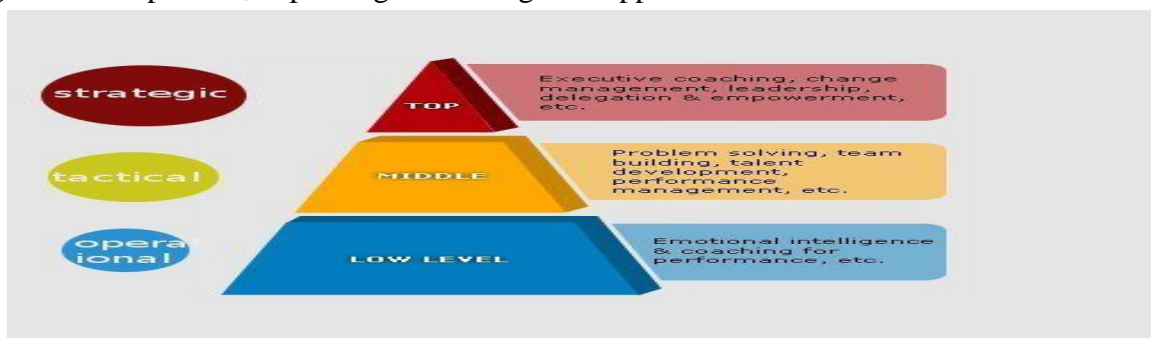 strategic
TOP
Executive coaching, change
management, leadership,
delegation & empowerment,
etc.
tactical
MIDDLE
Problem solving, team
building, talent
development,
performance
management, etc.
opera
ional
LOW LEVEL
Emotional intelligence
& coaching for
performance, etc.